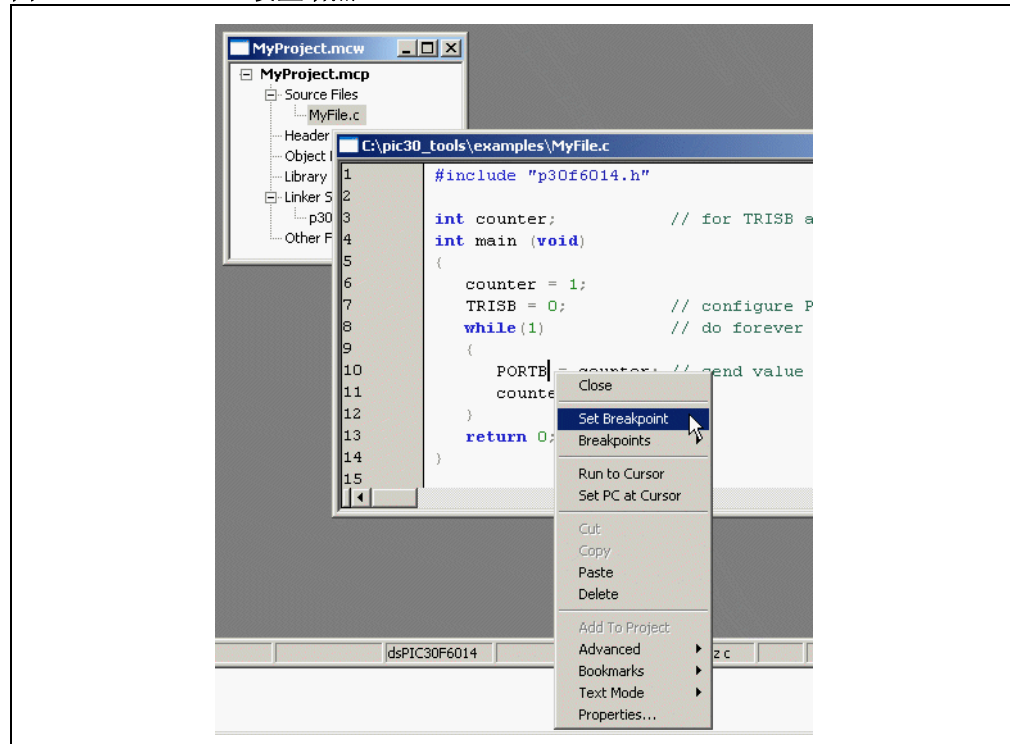 MyProject.mcw
MyProject.mcp
Source Files
MyFile.c
Header
Object
Library
Linker S
p30
Other F
C:\pic30_tools\examples\MyFile.c
1 #include "p30f6014.h"
2
3 int counter; // for TRISB a
4 int main (void)
5 {
6 counter = 1;
7 TRISB = 0; // configure P
8 while(1) // do forever
9 {
10 PORTB = counter; // send value
11 counte
12 }
13 return 0;
14 }
15
Close
Set Breakpoint
Breakpoints
Run to Cursor
Set PC at Cursor
Cut
Copy
Paste
Delete
Add To Project
Advanced
Bookmarks
Text Mode
Properties...
dsPIC30F6014
z c